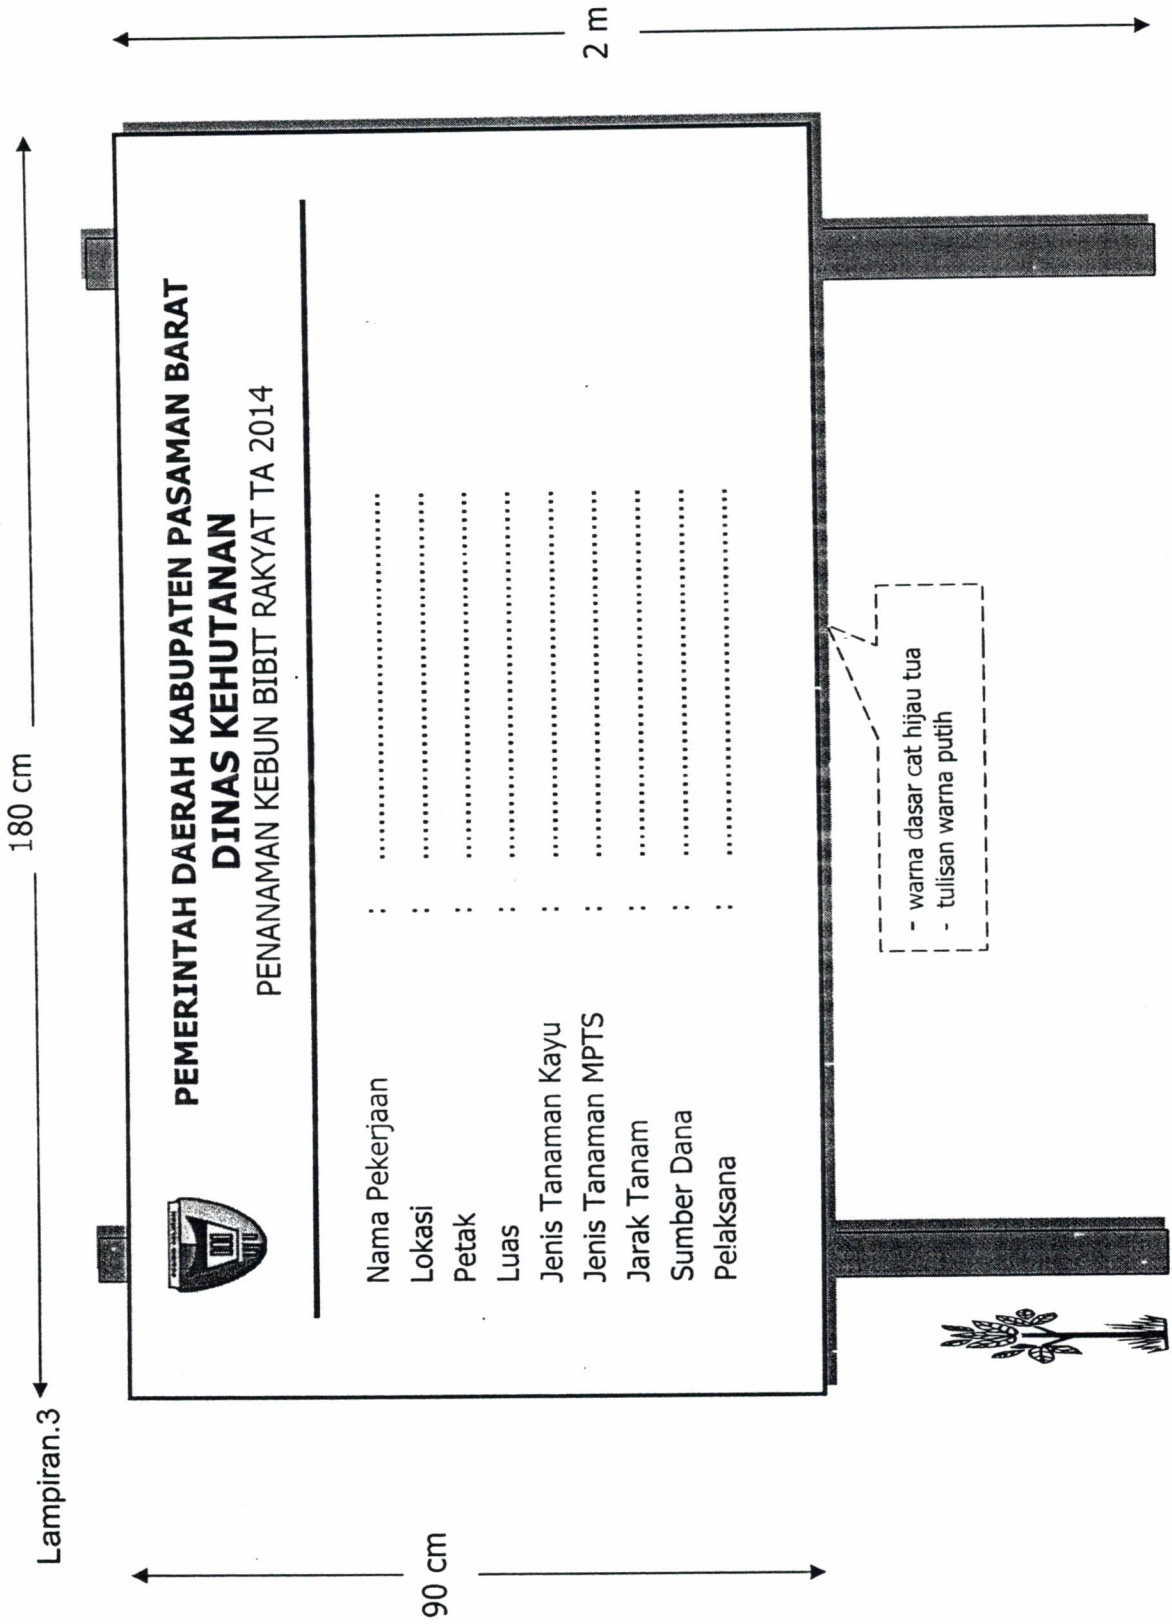 Lampiran.3
180 cm
90 cm
2 m
PEMERINTAH DAERAH KABUPATEN PASAMAN BARAT
DINAS KEHUTANAN
PENANAMAN KEBUN BIBIT RAKYAT TA 2014
Nama Pekerjaan : ................................................
Lokasi : ................................................
Petak : ................................................
Luas : ................................................
Jenis Tanaman Kayu : ................................................
Jenis Tanaman MPTS : ................................................
Jarak Tanam : ................................................
Sumber Dana : ................................................
Pelaksana : ................................................
- warna dasar cat hijau tua
- tulisan warna putih